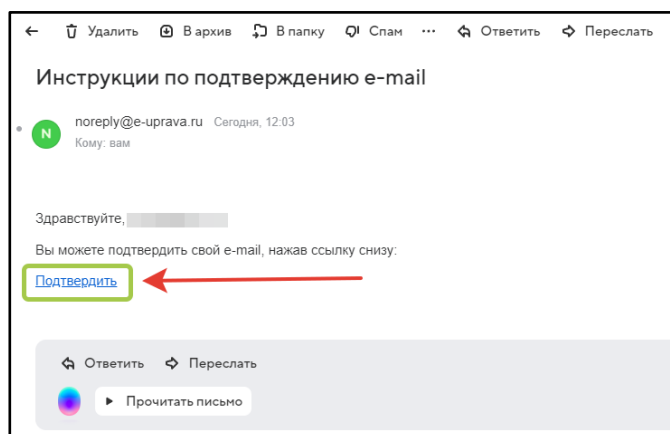 Удалить В архив В папку Спам ... Ответить Переслать
Инструкции по подтверждению e-mail
noreply@e-uprava.ru Сегодня, 12:03
N
Кому: вам
Здравствуйте,
Вы можете подтвердить свой e-mail, нажав ссылку снизу:
Подтвердить
Ответить Переслать
Прочитать письмо